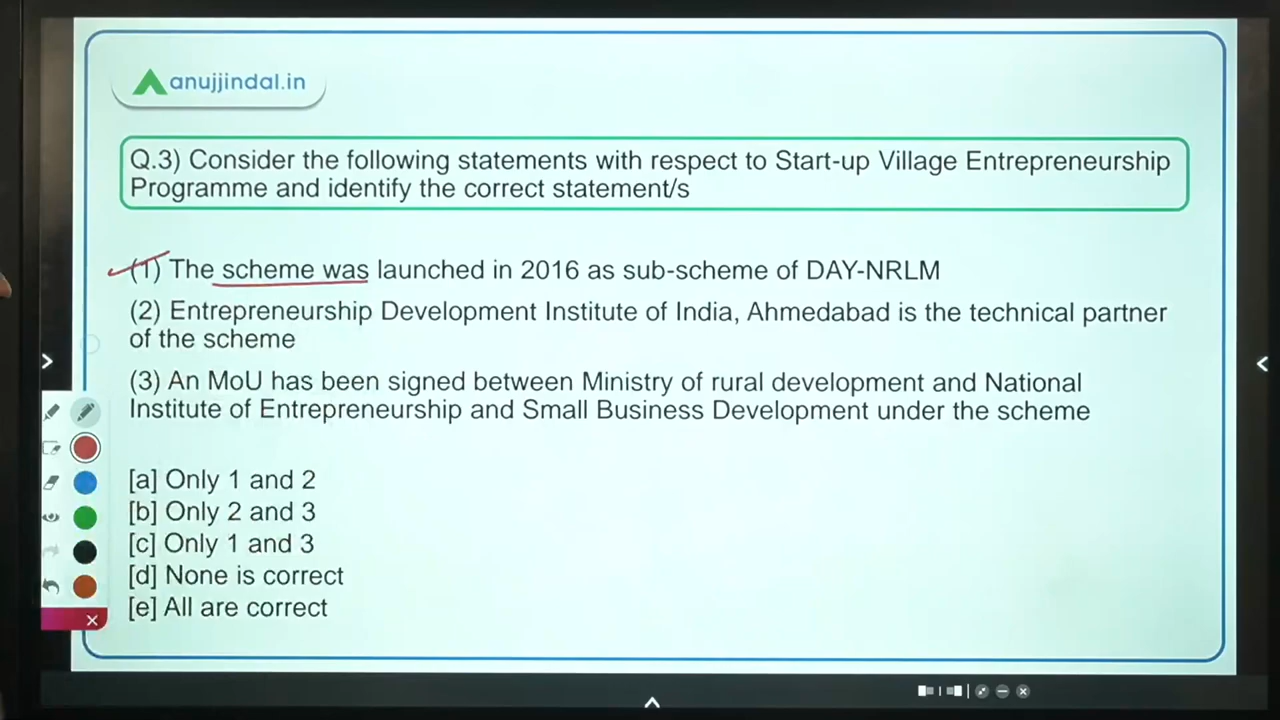 anujjindal.in
Q.3) Consider the following statements with respect to Start-up Village Entrepreneurship
Programme and identify the correct statement/s
(1) The scheme was launched in 2016 as sub-scheme of DAY-NRLM
(2) Entrepreneurship Development Institute of India, Ahmedabad is the technical partner
of the scheme
(3) An MoU has been signed between Ministry of rural development and National
Institute of Entrepreneurship and Small Business Development under the scheme
[a] Only 1 and 2
[b] Only 2 and 3
[c] Only 1 and 3
[d] None is correct
[e] All are correct